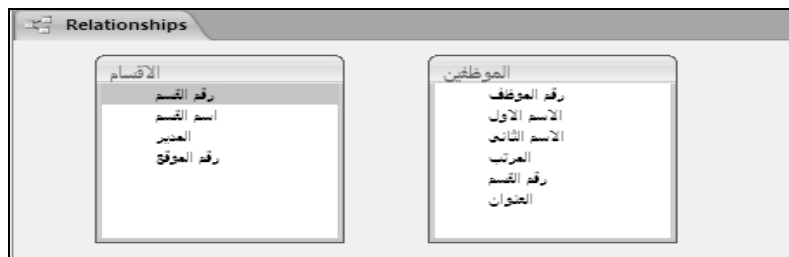 Relationships
الاقسام
رقم القسم
اسم القسم
المدير
رقم الموقع
الموظفين
رقم الموظف
الاسم الاول
الاسم الثانى
المرتب
رقم القسم
العنوان